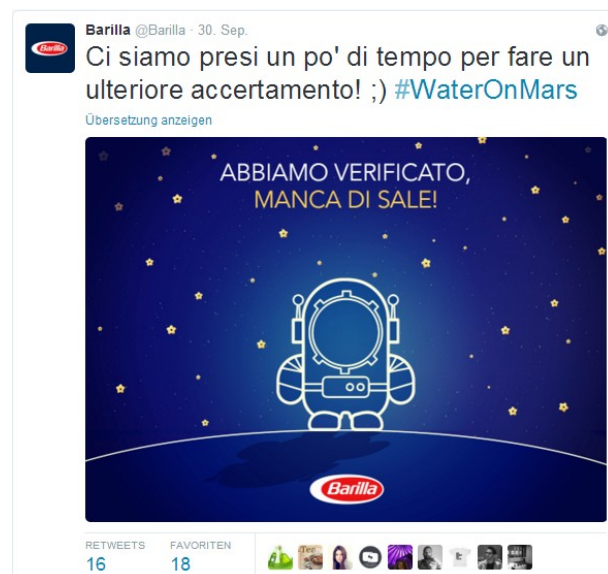 Barilla @Barilla · 30. Sep.
Ci siamo presi un po' di tempo per fare un
ulteriore accertamento! ;) #WaterOnMars
Übersetzung anzeigen
ABBIAMO VERIFICATO,
MANCA DI SALE!
Barilla
RETWEETS FAVORITEN
16 18